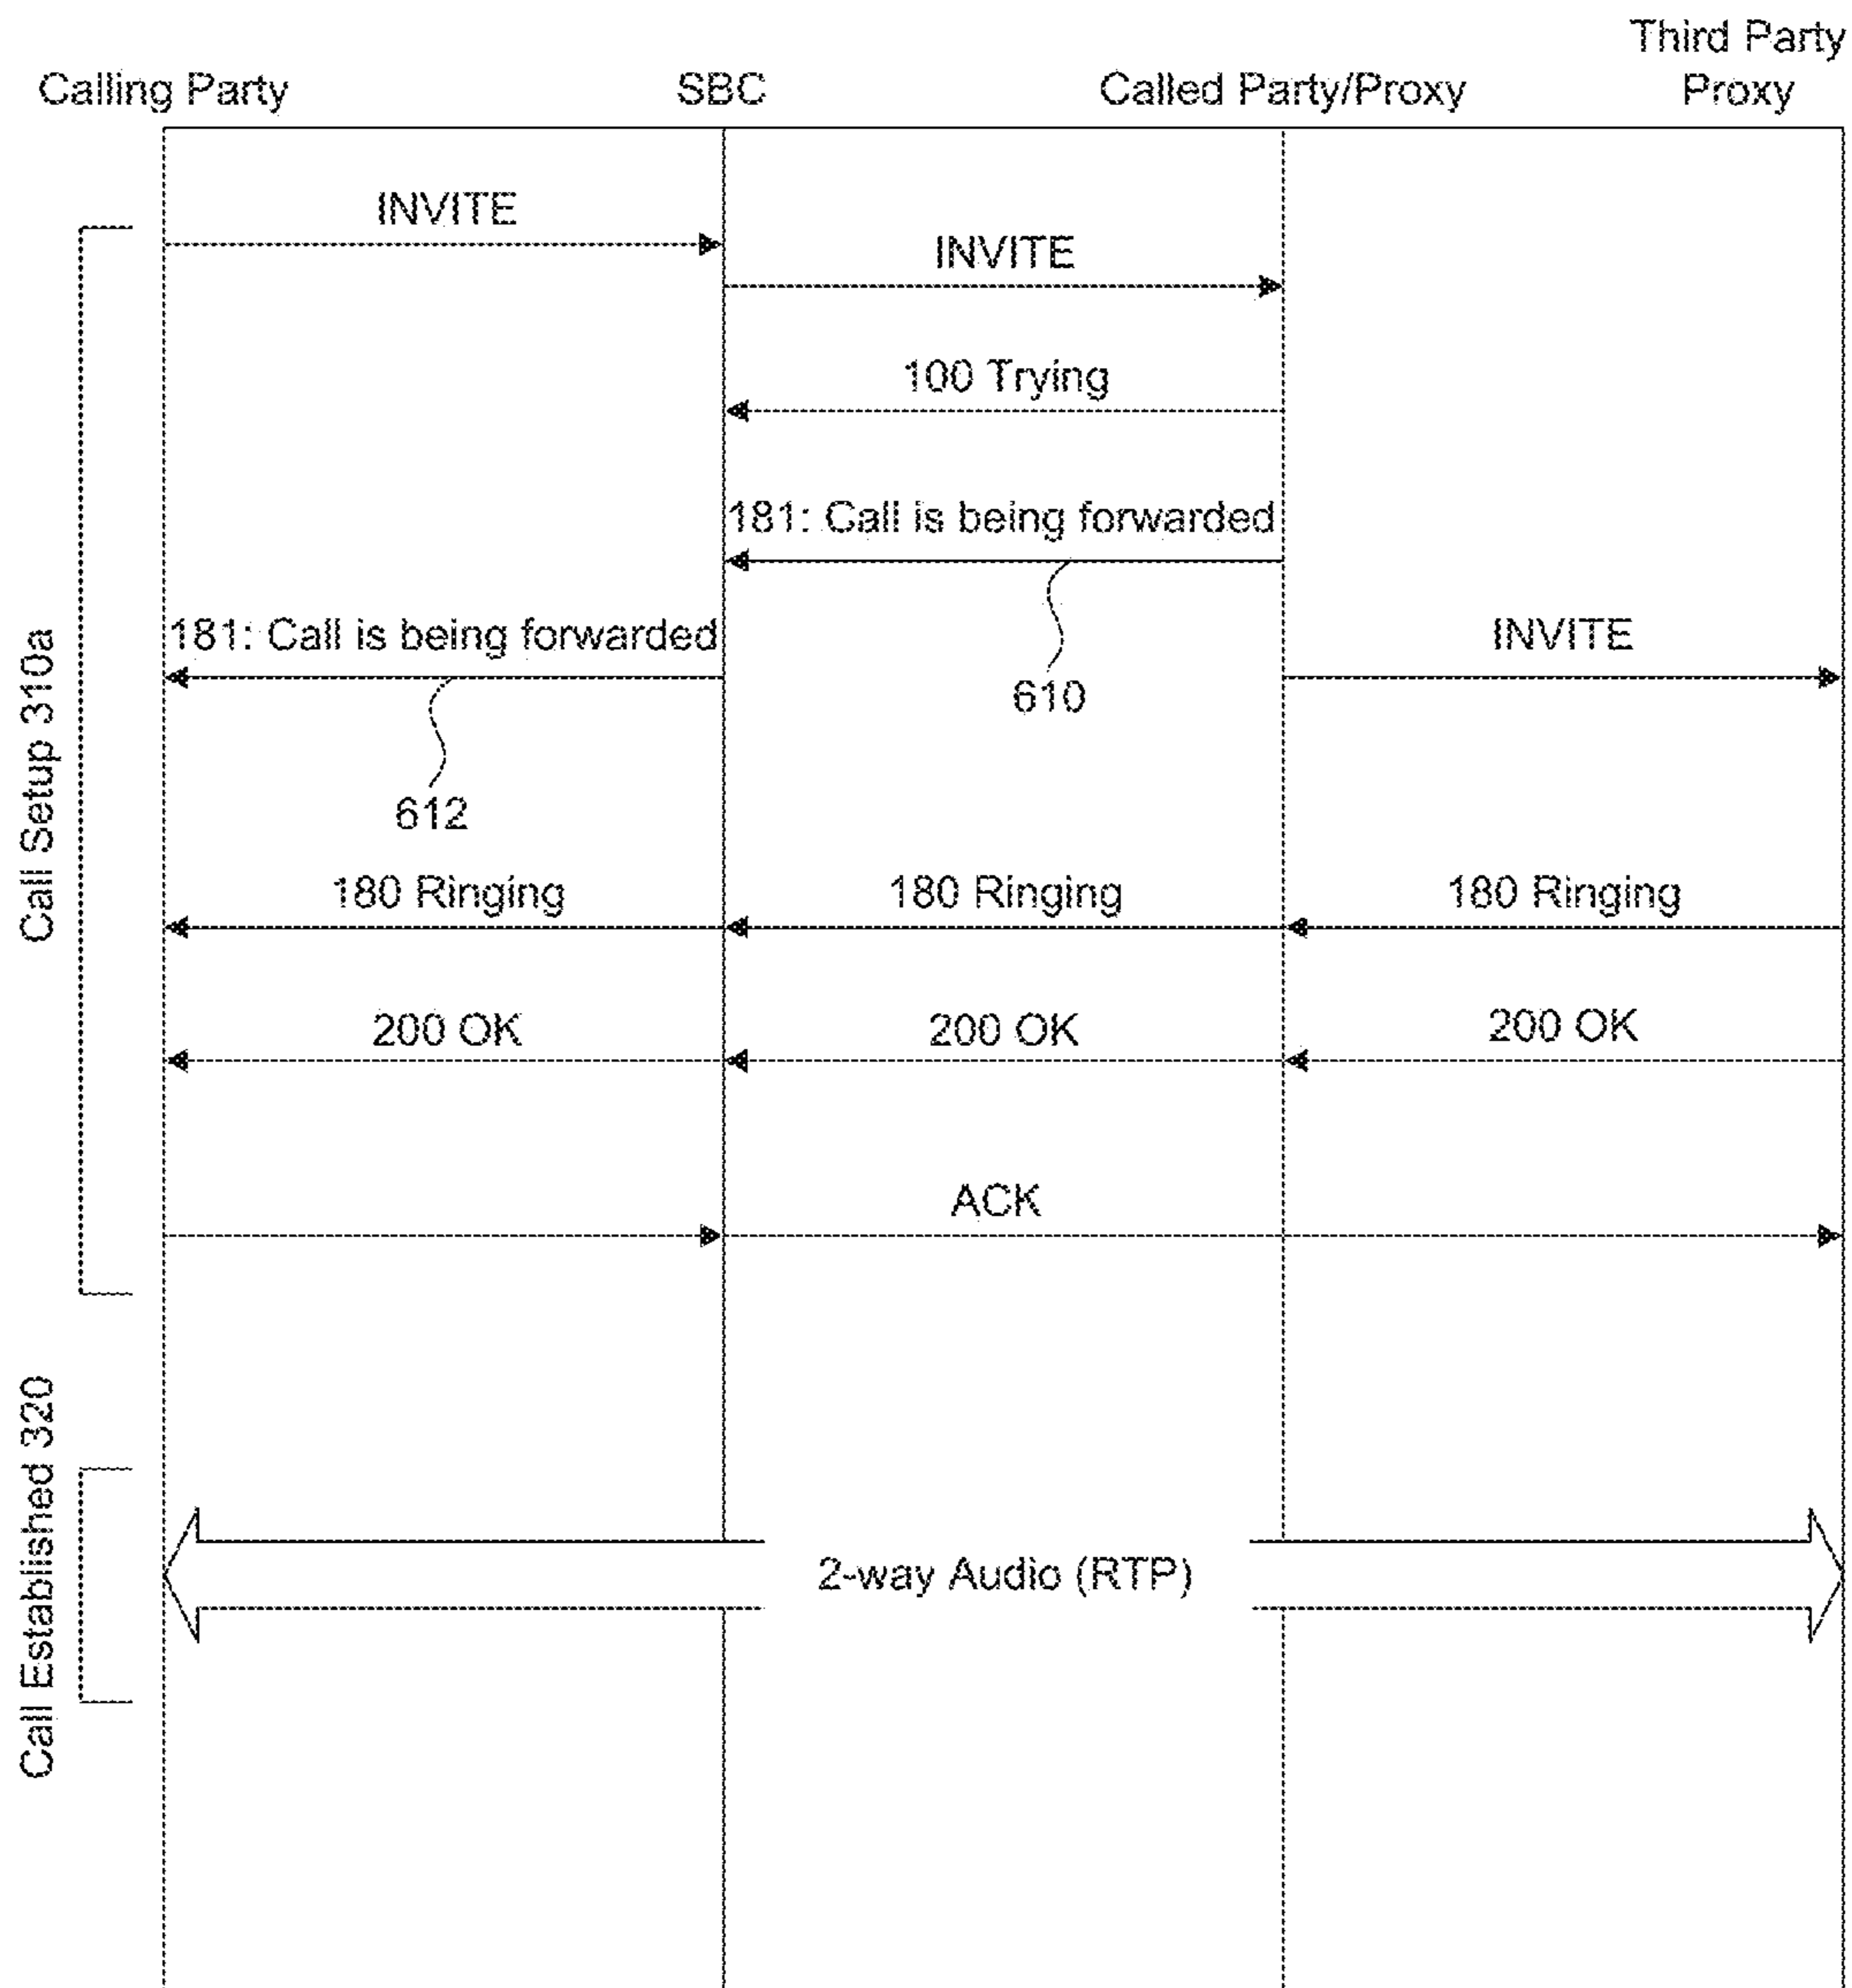 Third Party
Calling Party SBC Called Party/Proxy Proxy
INVITE
INVITE
100 Trying
181: Call is being forwarded
181: Call is being forwarded INVITE
610
612
180 Ringing 180 Ringing 180 Ringing
200 OK 200 OK 200 OK
ACK
Call Setup 310a
2-way Audio (RTP)
Call Established 320